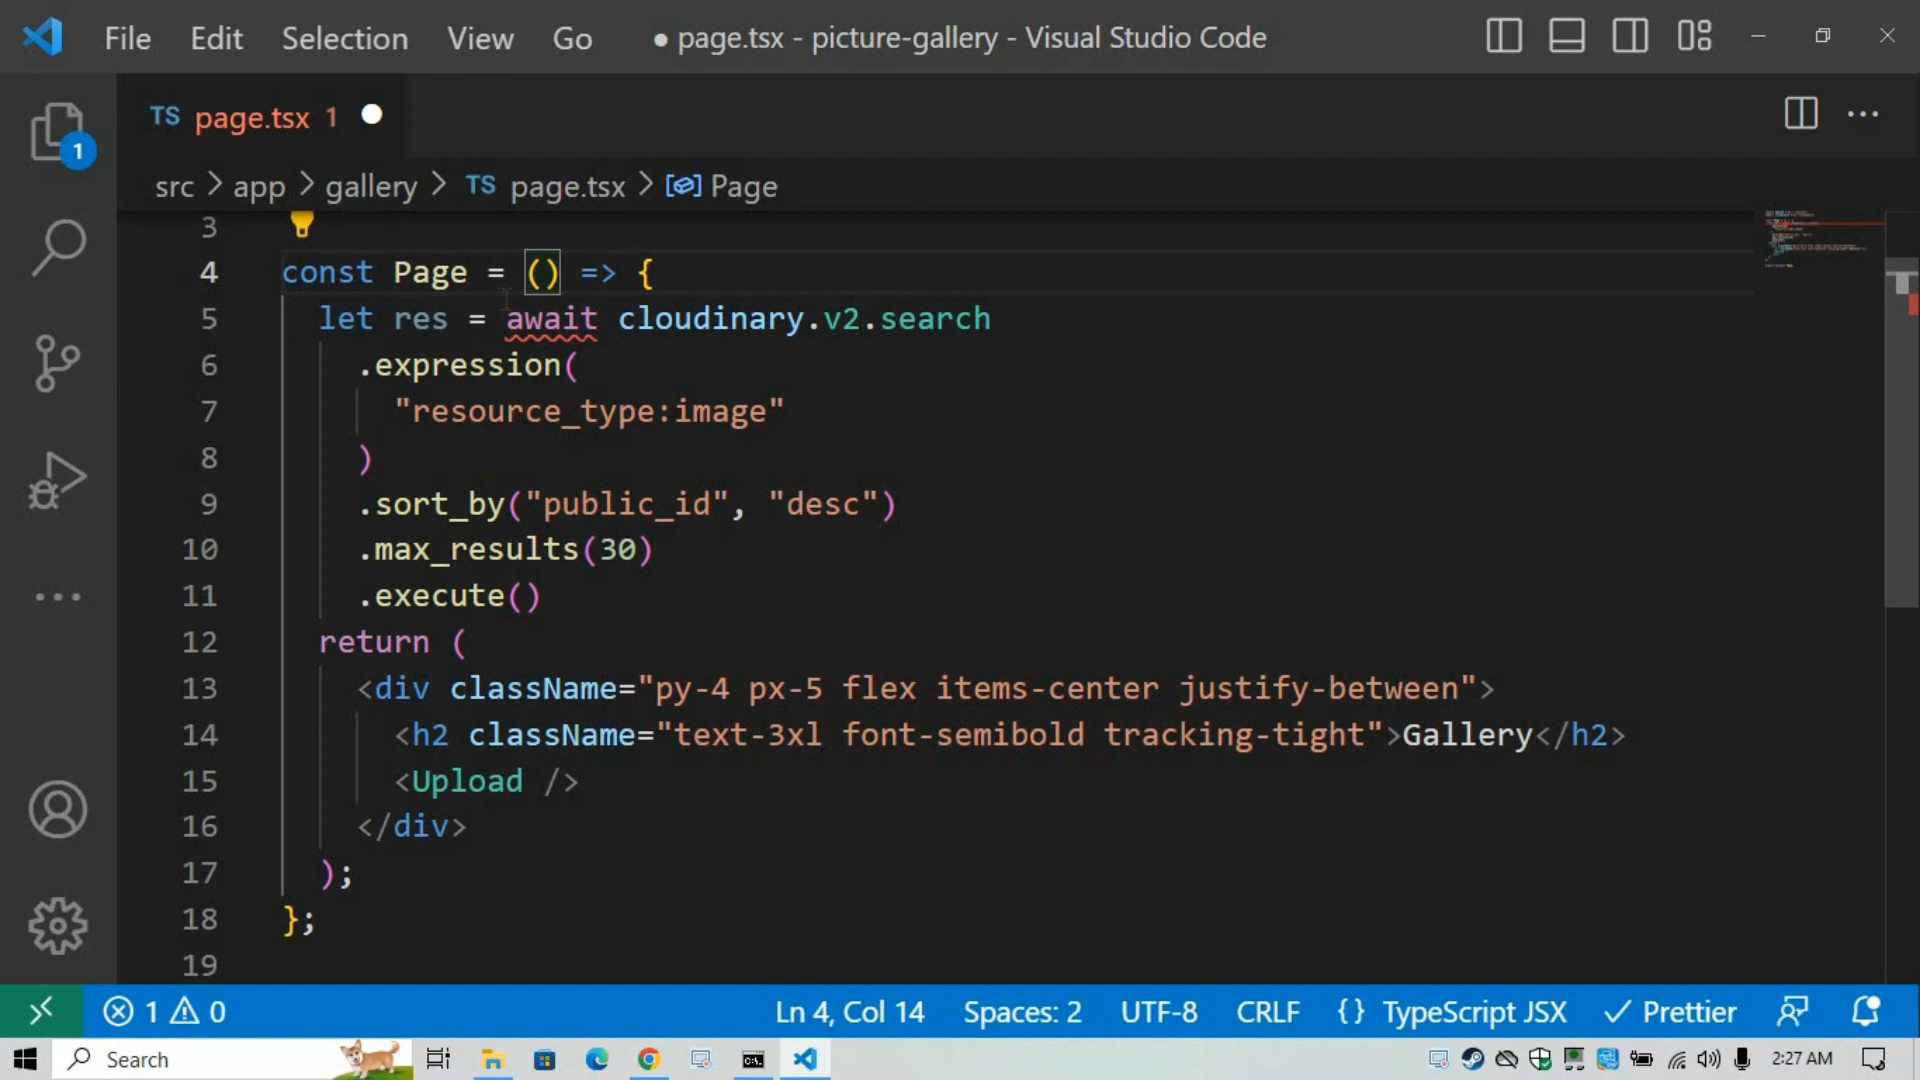 File Edit Selection View Go ● page.tsx - picture-gallery - Visual Studio Code
TS page.tsx 1
1
src > app > gallery > TS page.tsx > Page
3
4 const Page = () => {
5 let res = await cloudinary.v2.search
6 .expression(
7 "resource_type:image"
8 )
9 .sort_by("public_id", "desc")
10 .max_results(30)
11 .execute()
12 return (
13 <div className="py-4 px-5 flex items-center justify-between">
14 <h2 className="text-3xl font-semibold tracking-tight">Gallery</h2>
15 <Upload />
16 </div>
17 );
18 };
19
1 0 Ln 4, Col 14 Spaces: 2 UTF-8 CRLF {} TypeScript JSX Prettier
Search 2:27 AM